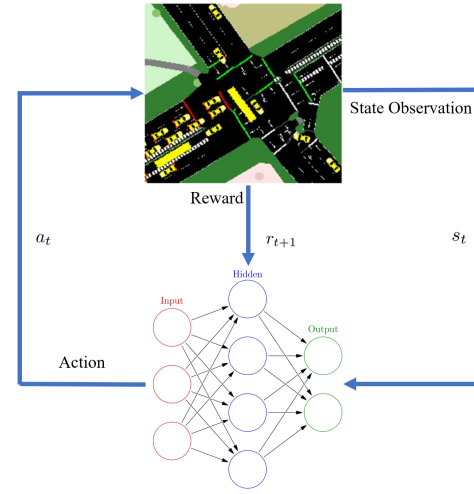 State Observation
Reward
a_t
r_{t+1}
s_t
Hidden
Input
Output
Action